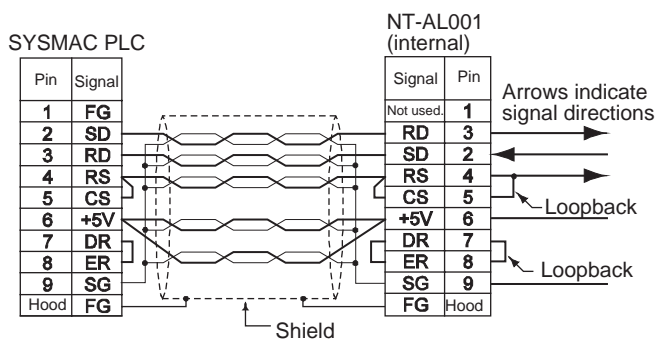 SYSMAC PLC
Pin Signal
1 FG
2 SD
3 RD
4 RS
5 CS
6 +5V
7 DR
8 ER
9 SG
Hood FG
Shield
NT-AL001
(internal)
Signal Pin
Not used. 1
RD 3
SD 2
RS 4
CS 5
+5V 6
DR 7
ER 8
SG 9
FG Hood
Arrows indicate
signal directions
Loopback
Loopback